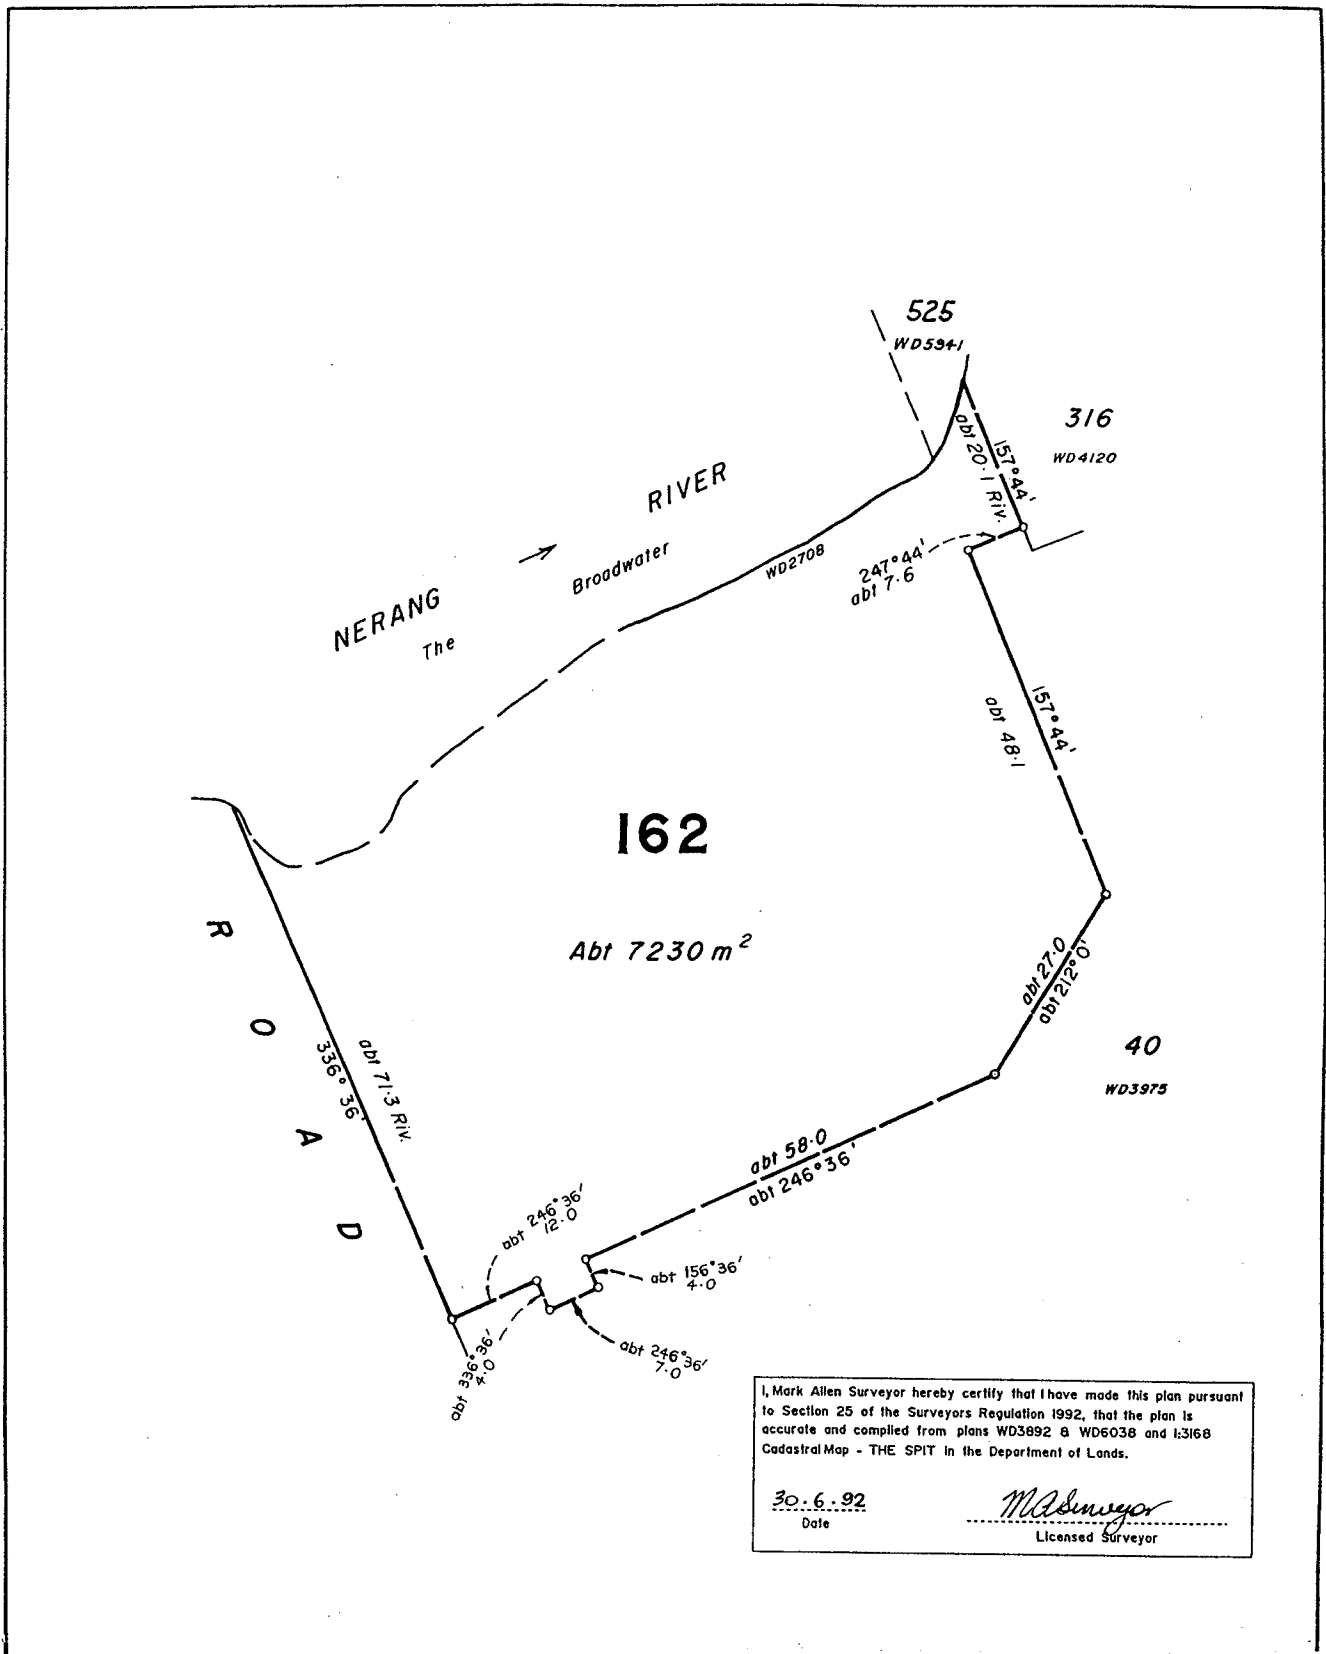 525
WD5941
316
WD4120
abt 20·1 Riv.
157°44'
RIVER
NERANG
Broadwater
The
WD2708
247°44'
abt 7·6
157°44'
abt 48·1
162
Abt 7230 m²
R O A D
abt 71·3 Riv.
336° 36'
abt 27·0
abt 212°0'
40
WD3975
abt 58·0
abt 246°36'
abt 246°36'
12·0
abt 156°36'
4·0
abt 336°36'
4·0
abt 246°36'
7·0
I, Mark Allen Surveyor hereby certify that I have made this plan pursuant
to Section 25 of the Surveyors Regulation 1992, that the plan is
accurate and complied from plans WD3892 & WD6038 and 1:3168
Cadastral Map - THE SPIT in the Department of Lands.
30.6.92
Date
MASurveyor
Licensed Surveyor